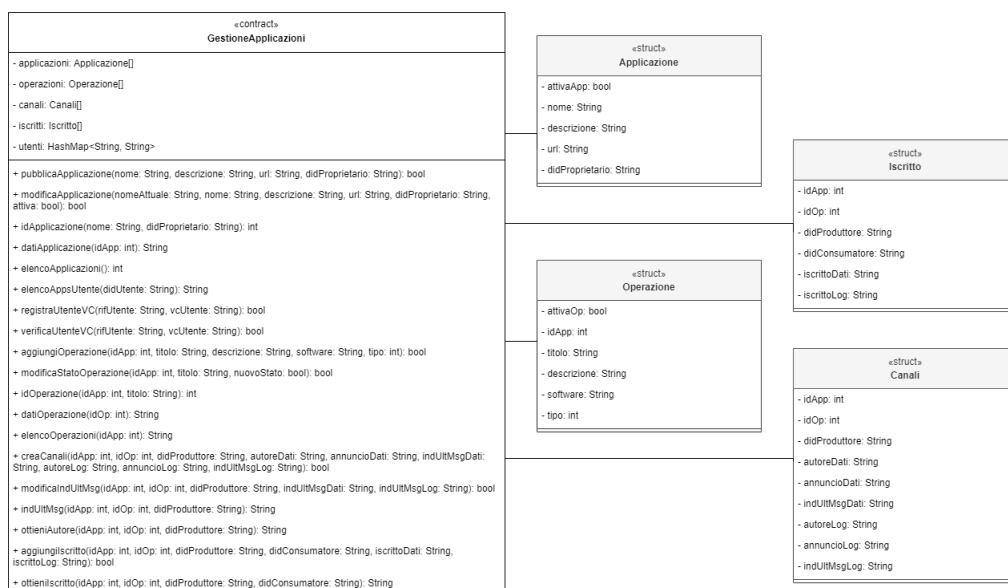 «contract»
GestioneApplicazioni
- applicazioni: Applicazione[]
- operazioni: Operazione[]
- canali: Canali[]
- iscritti: Iscritto[]
- utenti: HashMap<String, String>
+ pubblicaApplicazione(nome: String, descrizione: String, url: String, didProprietario: String): bool
+ modificaApplicazione(nomeAttuale: String, nome: String, descrizione: String, url: String, didProprietario: String,
attiva: bool): bool
+ idApplicazione(nome: String, didProprietario: String): int
+ datiApplicazione(idApp: int): String
+ elencoApplicazioni(): int
+ elencoAppsUtente(didUtente: String): String
+ registraUtenteVC(rifUtente: String, vcUtente: String): bool
+ verificaUtenteVC(rifUtente: String, vcUtente: String): bool
+ aggiungiOperazione(idApp: int, titolo: String, descrizione: String, software: String, tipo: int): bool
+ modificaStatoOperazione(idApp: int, titolo: String, nuovoStato: bool): bool
+ idOperazione(idApp: int, titolo: String): int
+ datiOperazione(idOp: int): String
+ elencoOperazioni(idApp: int): String
+ creaCanali(idApp: int, idOp: int, didProduttore: String, autoreDati: String, annuncioDati: String, indUltMsgDati:
String, autoreLog: String, annuncioLog: String, indUltMsgLog: String): bool
+ modificaIndUltMsg(idApp: int, idOp: int, didProduttore: String, indUltMsgDati: String, indUltMsgLog: String): bool
+ indUltMsg(idApp: int, idOp: int, didProduttore: String): String
+ ottieniAutore(idApp: int, idOp: int, didProduttore: String): String
+ aggiungiIscritto(idApp: int, idOp: int, didProduttore: String, didConsumatore: String, iscrittoDati: String,
iscrittoLog: String): bool
+ ottieniIscritto(idApp: int, idOp: int, didProduttore: String, didConsumatore: String): String
«struct»
Applicazione
- attivaApp: bool
- nome: String
- descrizione: String
- url: String
- didProprietario: String
«struct»
Operazione
- attivaOp: bool
- idApp: int
- titolo: String
- descrizione: String
- software: String
- tipo: int
«struct»
Iscritto
- idApp: int
- idOp: int
- didProduttore: String
- didConsumatore: String
- iscrittoDati: String
- iscrittoLog: String
«struct»
Canali
- idApp: int
- idOp: int
- didProduttore: String
- autoreDati: String
- annuncioDati: String
- indUltMsgDati: String
- autoreLog: String
- annuncioLog: String
- indUltMsgLog: String